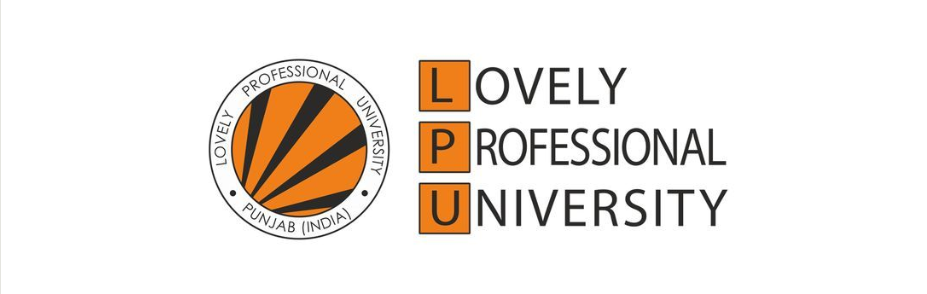 LOVELY PROFESSIONAL UNIVERSITY
PUNJAB (INDIA)
LOVELY
PROFESSIONAL
UNIVERSITY